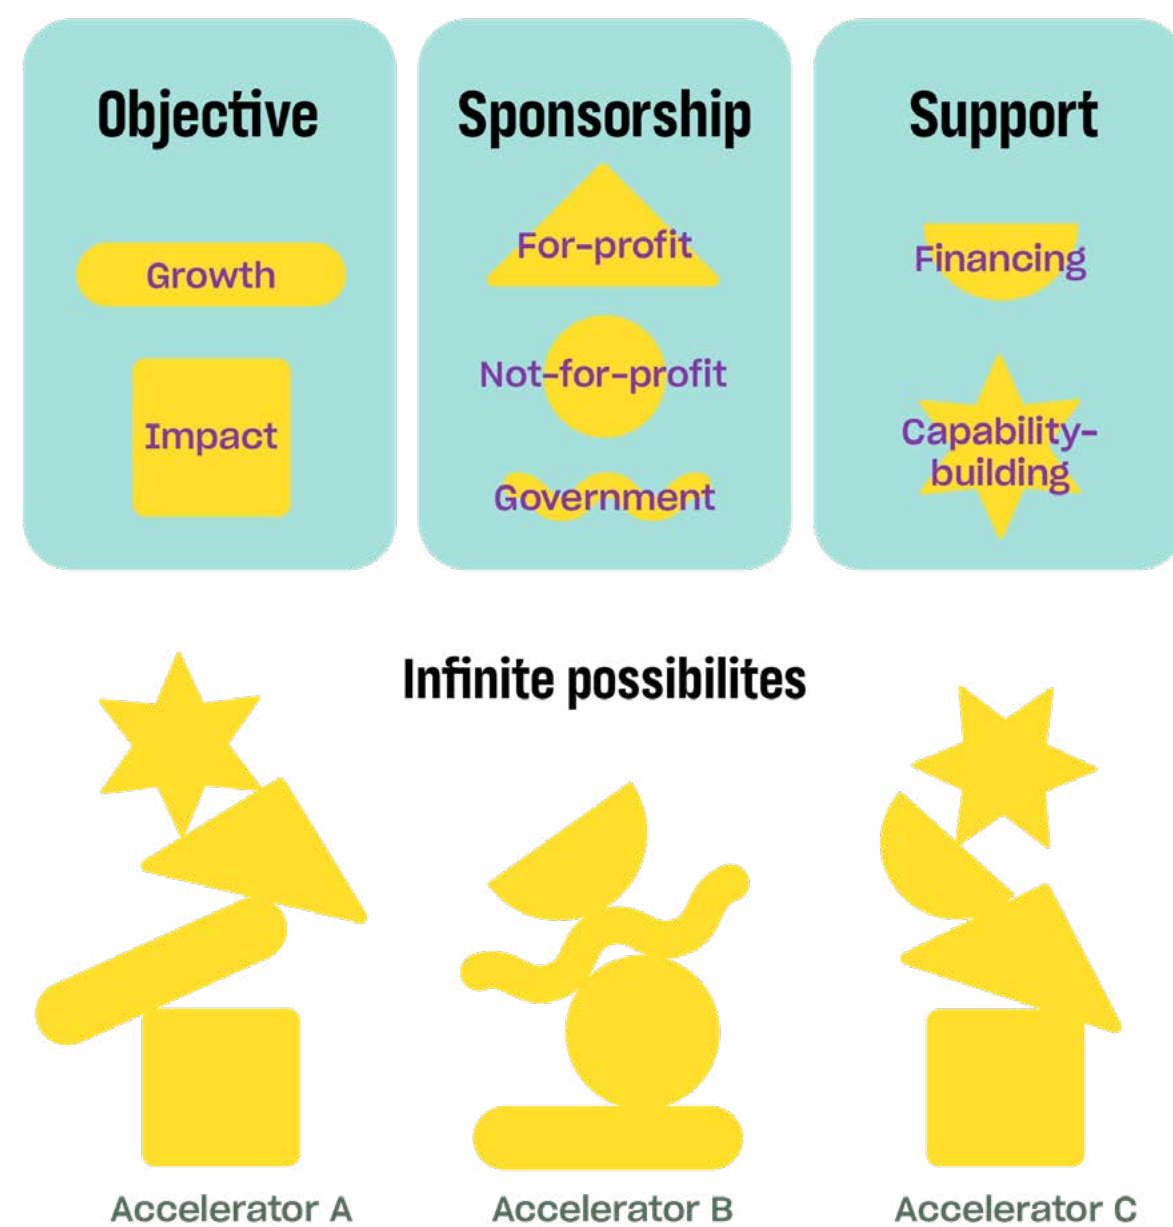 Objective
Growth
Impact
Sponsorship
For-profit
Not-for-profit
Government
Support
Financing
Capability-
building
Infinite possibilites
Accelerator A
Accelerator B
Accelerator C